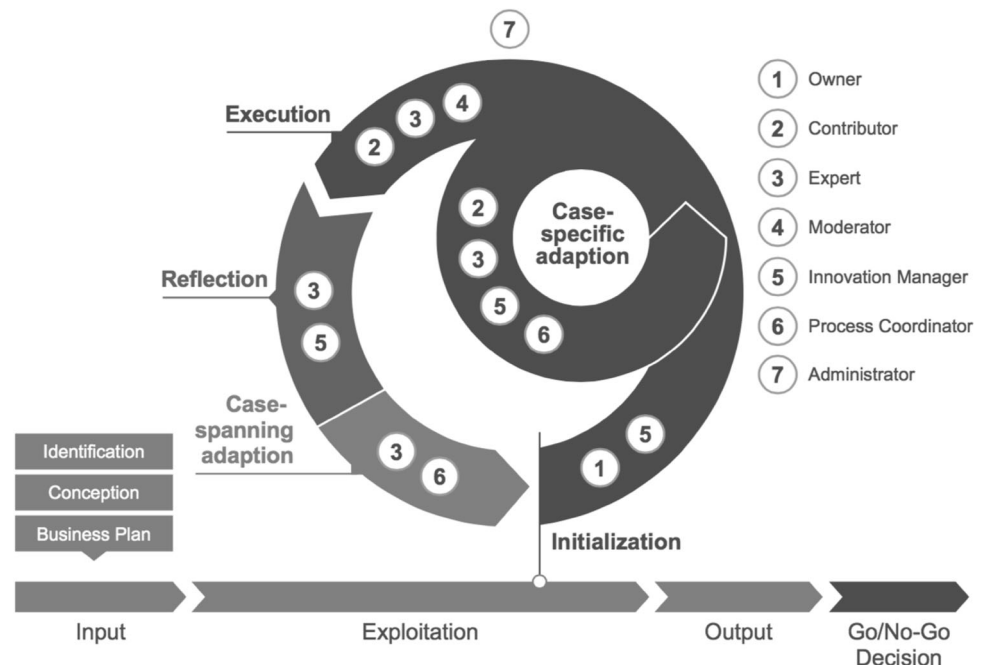 7
1 Owner
2 Contributor
3 Expert
4 Moderator
5 Innovation Manager
6 Process Coordinator
7 Administrator
Execution
2
3
4
Case-
specific
adaption
2
3
5
6
Reflection
3
5
Case-
spanning
adaption
3
6
5
1
Initialization
Identification
Conception
Business Plan
Input
Exploitation
Output
Go/No-Go
Decision